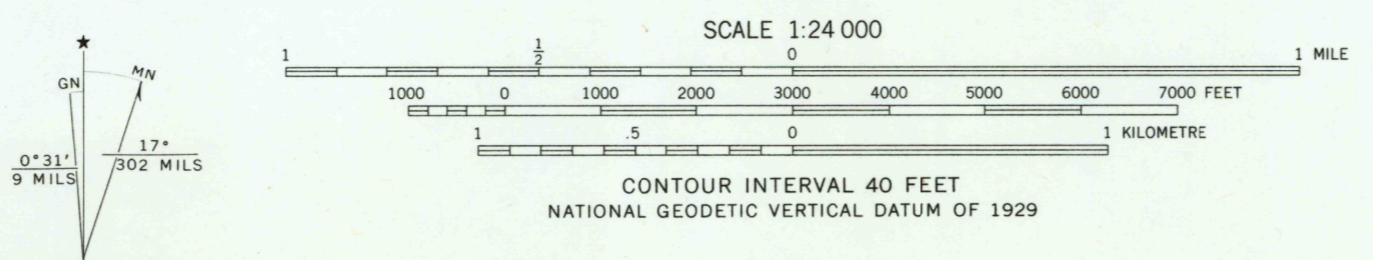 ★
GN
MN
0°31'
9 MILS
17°
302 MILS
SCALE 1:24 000
1 1/2 0 1 MILE
1000 0 1000 2000 3000 4000 5000 6000 7000 FEET
1 .5 0 1 KILOMETRE
CONTOUR INTERVAL 40 FEET
NATIONAL GEODETIC VERTICAL DATUM OF 1929